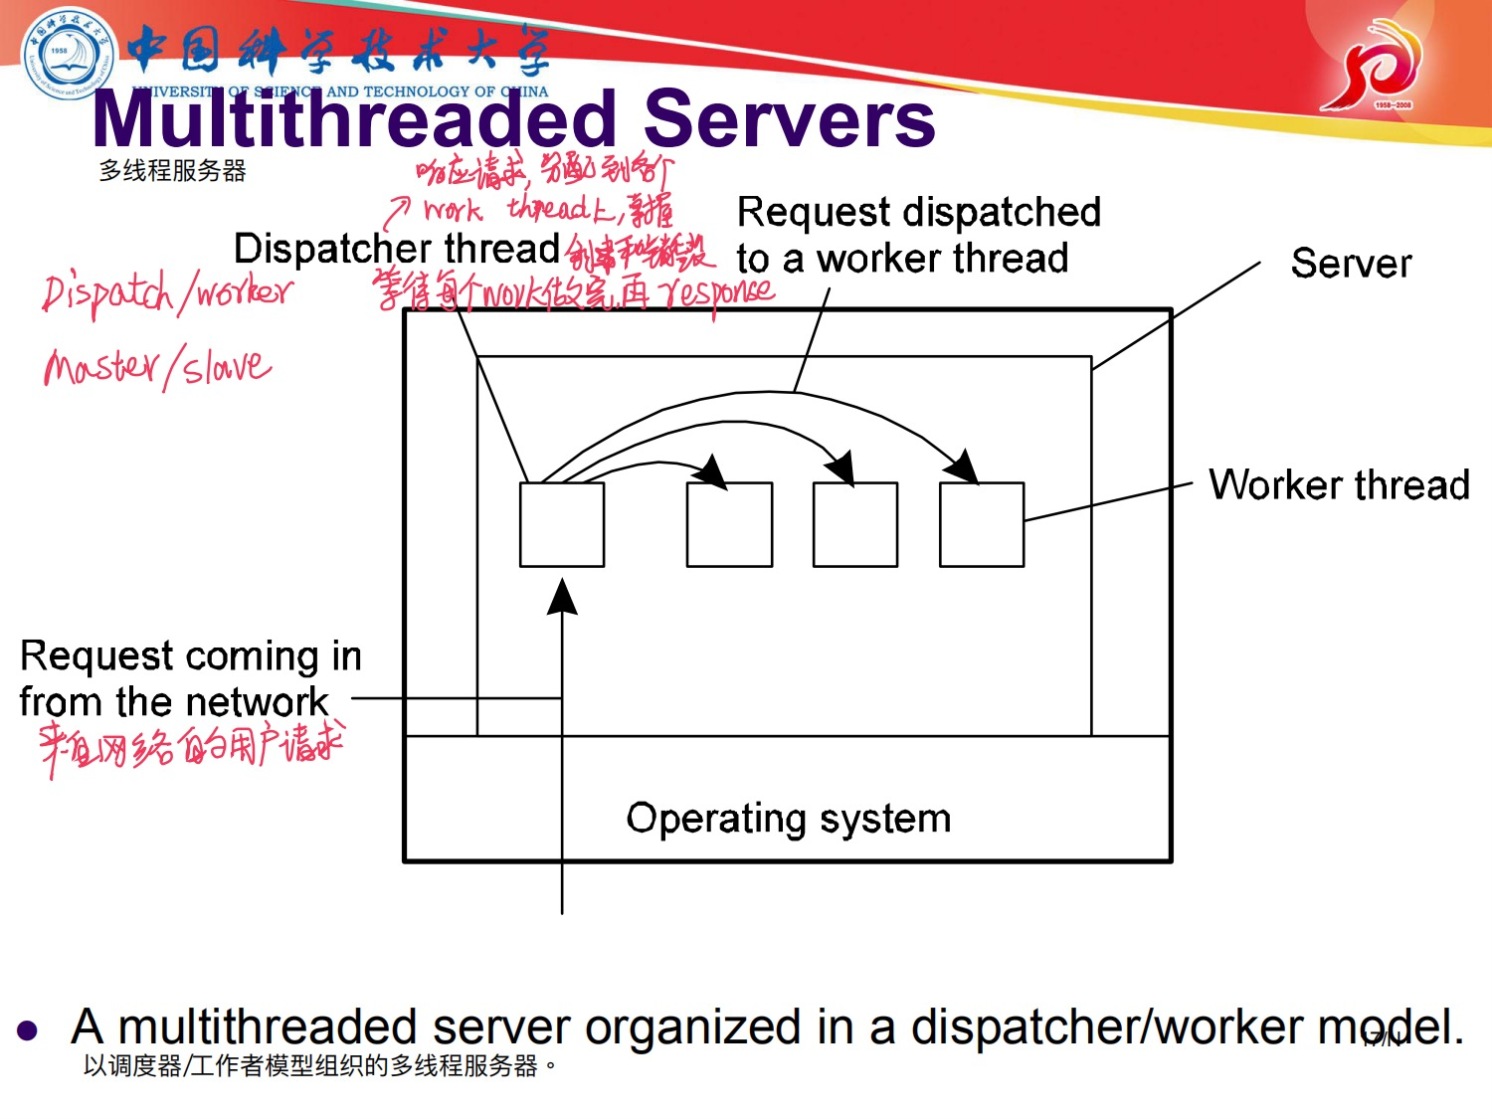 中国科学技术大学
UNIVERSITY OF SCIENCE AND TECHNOLOGY OF CHINA
1958
1958-2008
Multithreaded Servers
多线程服务器
响应请求,分配到各个
work thread上,掌握
创建和销毁
等待每个work做完,再response
Dispatcher thread
Request dispatched
to a worker thread
Server
Dispatch/worker
Master/slave
Worker thread
Request coming in
from the network
来自网络的用户请求
Operating system
A multithreaded server organized in a dispatcher/worker model.
以调度器/工作者模型组织的多线程服务器。
17/N